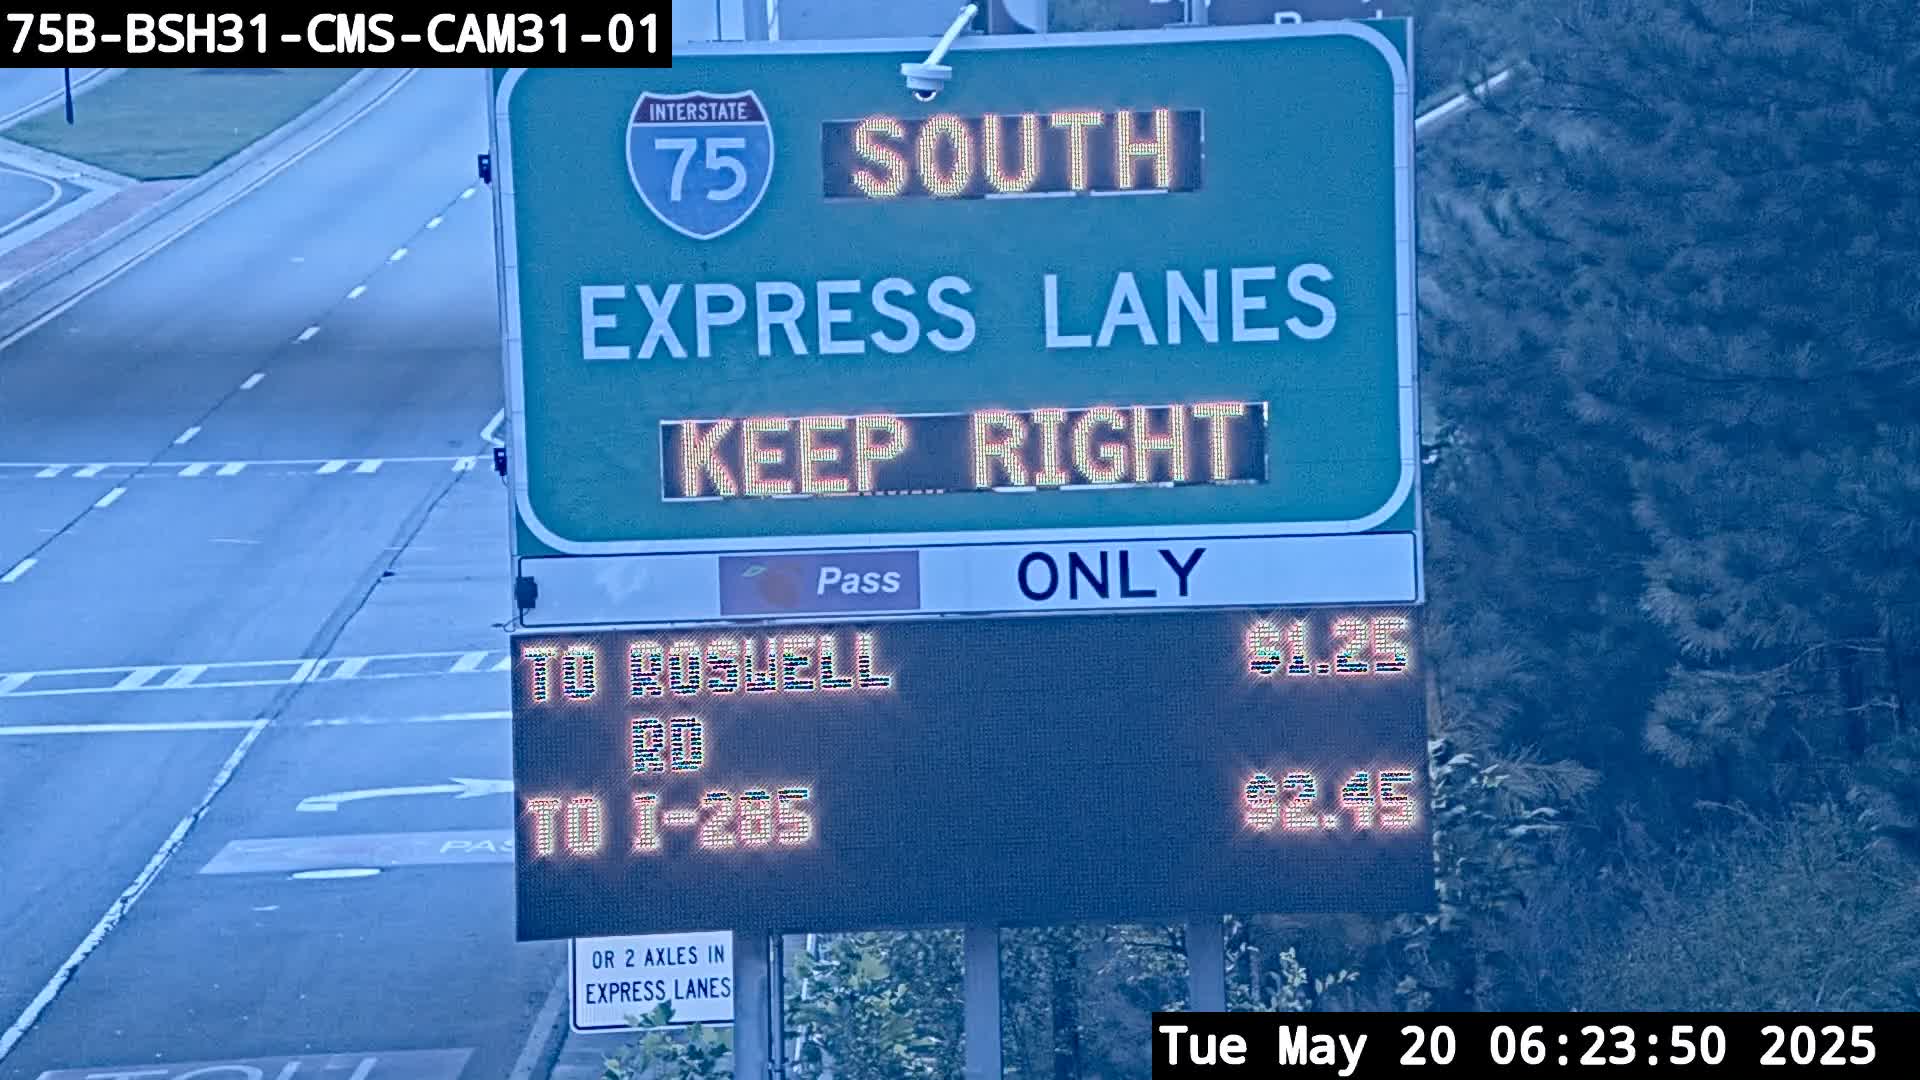 75B-BSH31-CMS-CAM31-01
INTERSTATE
75
SOUTH
EXPRESS LANES
KEEP RIGHT
Pass ONLY
TO ROSWELL $1.25
RD
TO I-285 $2.45
OR 2 AXLES IN
EXPRESS LANES
Tue May 20 06:23:50 2025